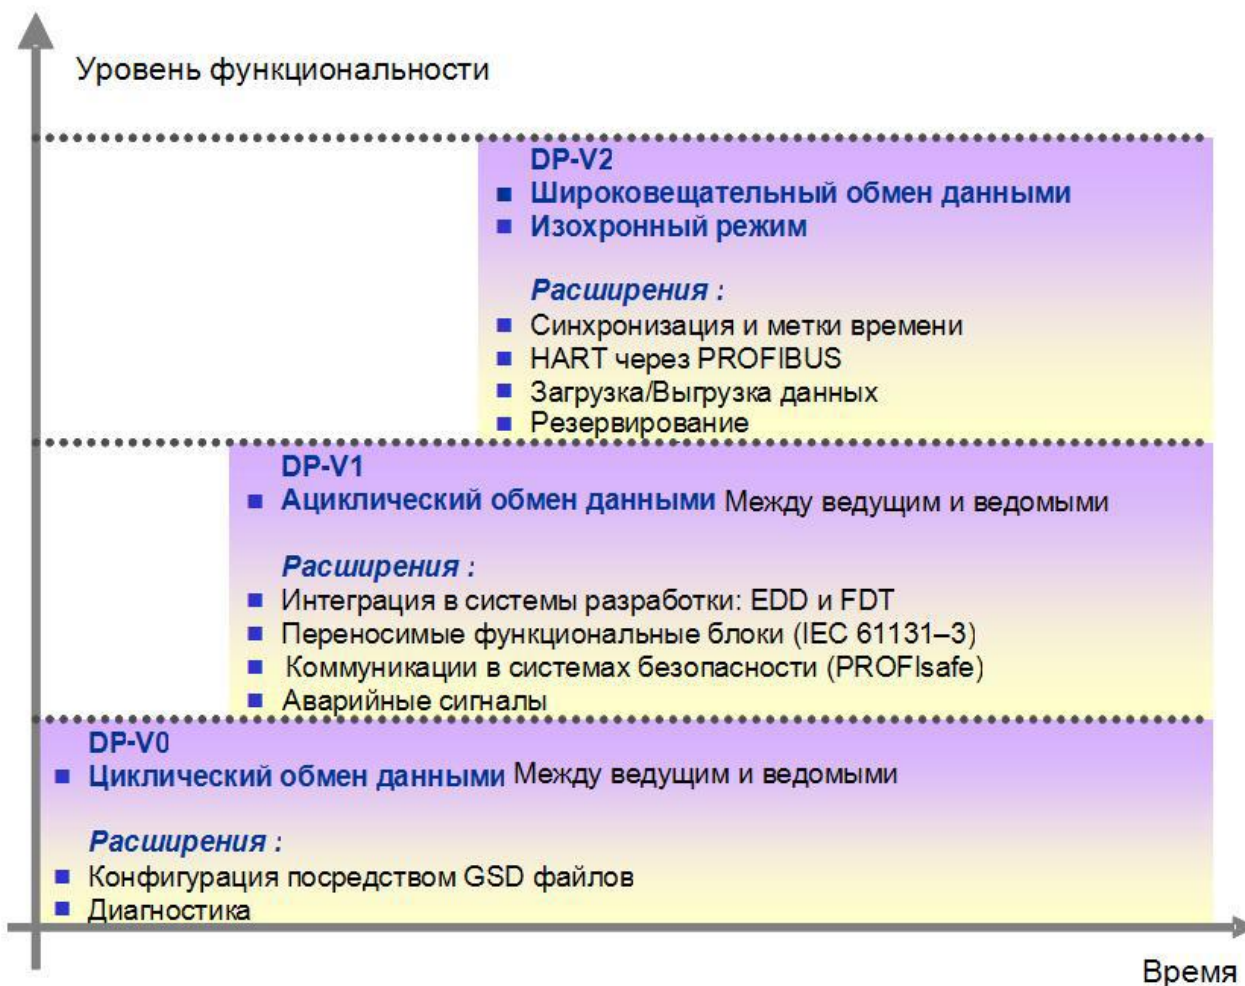 Уровень функциональности
DP-V2
Широковещательный обмен данными
Изохронный режим
Расширения :
Синхронизация и метки времени
HART через PROFIBUS
Загрузка/Выгрузка данных
Резервирование
DP-V1
Ациклический обмен данными Между ведущим и ведомыми
Расширения :
Интеграция в системы разработки: EDD и FDT
Переносимые функциональные блоки (IEC 61131–3)
Коммуникации в системах безопасности (PROFIsafe)
Аварийные сигналы
DP-V0
Циклический обмен данными Между ведущим и ведомыми
Расширения :
Конфигурация посредством GSD файлов
Диагностика
Время